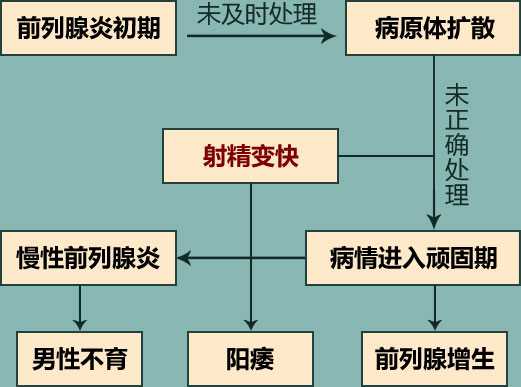 前列腺炎初期
未及时处理
病原体扩散
未正确处理
射精变快
慢性前列腺炎
病情进入顽固期
男性不育
阳痿
前列腺增生